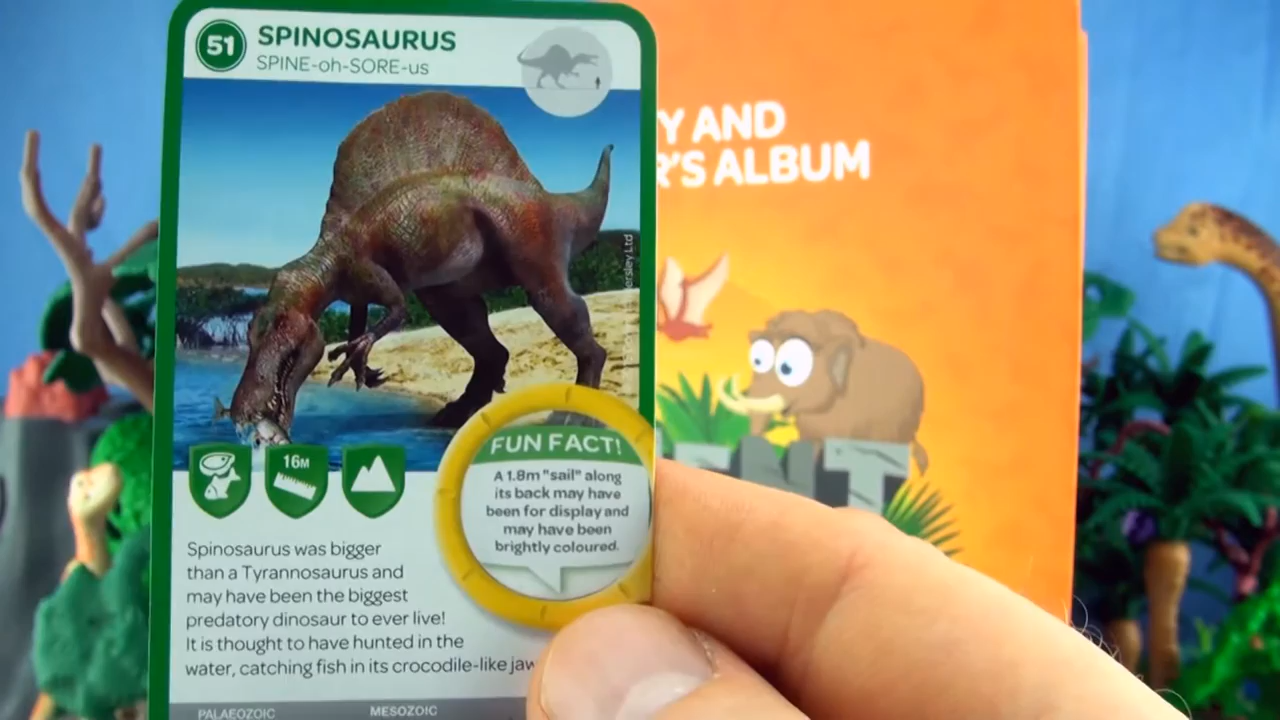 51
SPINOSAURUS
SPINE-oh-SORE-us
Y AND
R'S ALBUM
16M
FUN FACT!
A 1.8m "sail" along
its back may have
been for display and
may have been
brightly coloured.
Spinosaurus was bigger
than a Tyrannosaurus and
may have been the biggest
predatory dinosaur to ever live!
It is thought to have hunted in the
water, catching fish in its crocodile-like jaw
PALAEOZOIC
MESOZOIC